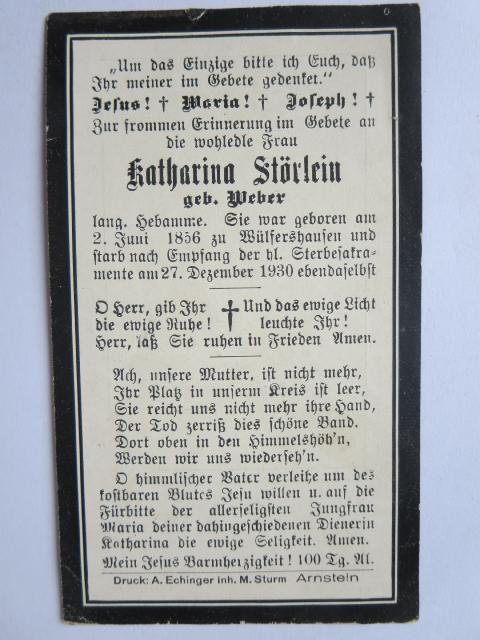 „Um das Einzige bitte ich Euch, daß
Ihr meiner im Gebete gedenket.“
Jesus! † Maria! † Joseph! †
Zur frommen Erinnerung im Gebete an
die wohledle Frau
Katharina Störlein
geb. Weber
lang. Hebamme. Sie war geboren am
2. Juni 1856 zu Wülfershausen und
starb nach Empfang der hl. Sterbesakra-
mente am 27. Dezember 1930 ebendaselbst
O Herr, gib Ihr † Und das ewige Licht
die ewige Ruhe! leuchte Ihr!
Herr, laß Sie ruhen in Frieden Amen.
Ach, unsere Mutter, ist nicht mehr,
Ihr Platz in unserm Kreis ist leer,
Sie reicht uns nicht mehr ihre Hand,
Der Tod zerriß dies schöne Band.
Dort oben in den Himmelshöh'n,
Werden wir uns wiederseh'n.
O himmlischer Vater verleihe um des
kostbaren Blutes Jesu willen u. auf die
Fürbitte der allerseligsten Jungfrau
Maria deiner dahingeschiedenen Dienerin
Katharina die ewige Seligkeit. Amen.
Mein Jesus Barmherzigkeit! 100 Tg. Al.
Druck: A. Echinger inh. M. Sturm Arnstein